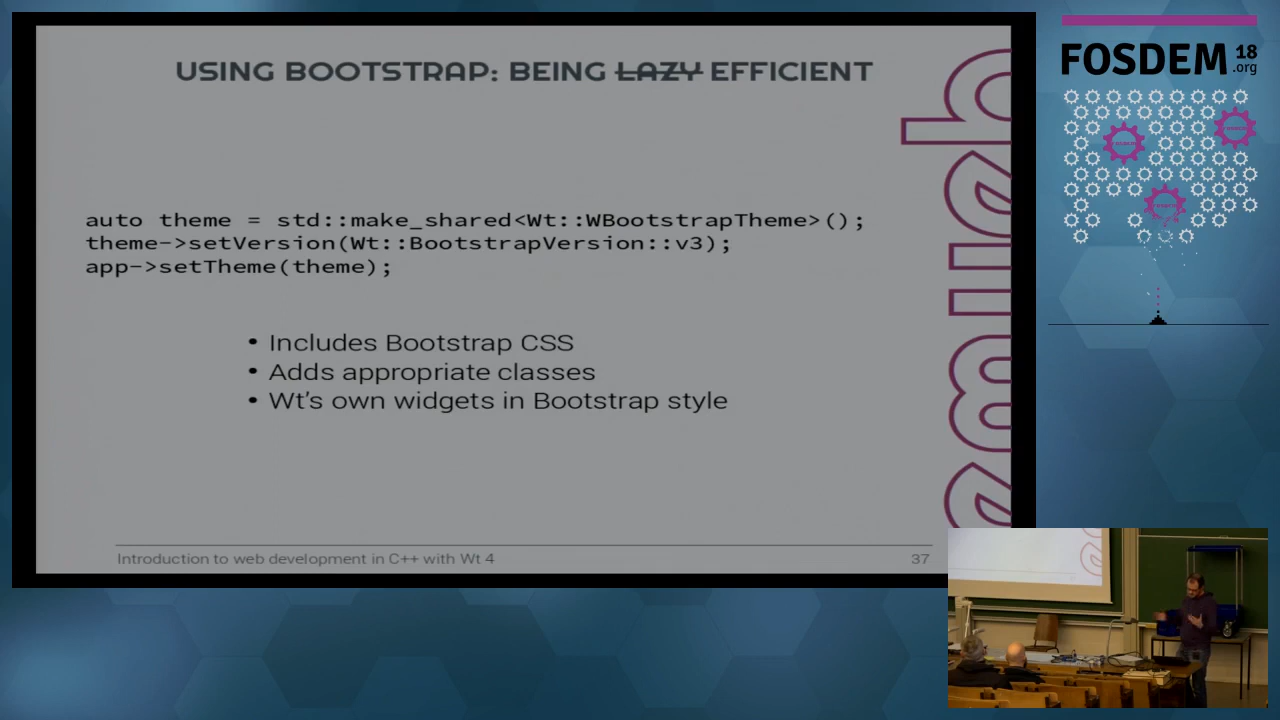 USING BOOTSTRAP: BEING LAZY EFFICIENT
auto theme = std::make_shared<Wt::WBootstrapTheme>();
theme->setVersion(Wt::BootstrapVersion::v3);
app->setTheme(theme);
• Includes Bootstrap CSS
• Adds appropriate classes
• Wt's own widgets in Bootstrap style
Introduction to web development in C++ with Wt 4
37
FOSDEM 18
.org